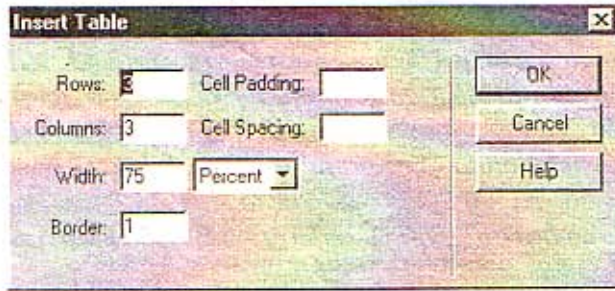 Insert Table
Rows: 3 Cell Padding: OK
Columns: 3 Cell Spacing: Cancel
Width: 75 Percent Help
Border: 1